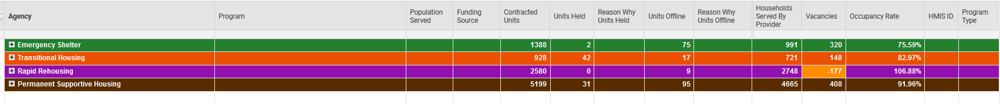 Agency Program Population Served Funding Source Contracted Units Units Held Reason Why Units Held Units Offline Reason Why Units Offline Households Served By Provider Vacancies Occupancy Rate HMIS ID Program Type
Emergency Shelter 1388 2 75 991 320 75.59%
Transitional Housing 928 42 17 721 148 82.97%
Rapid Rehousing 2580 0 9 2748 -177 106.88%
Permanent Supportive Housing 5199 31 95 4665 408 91.96%